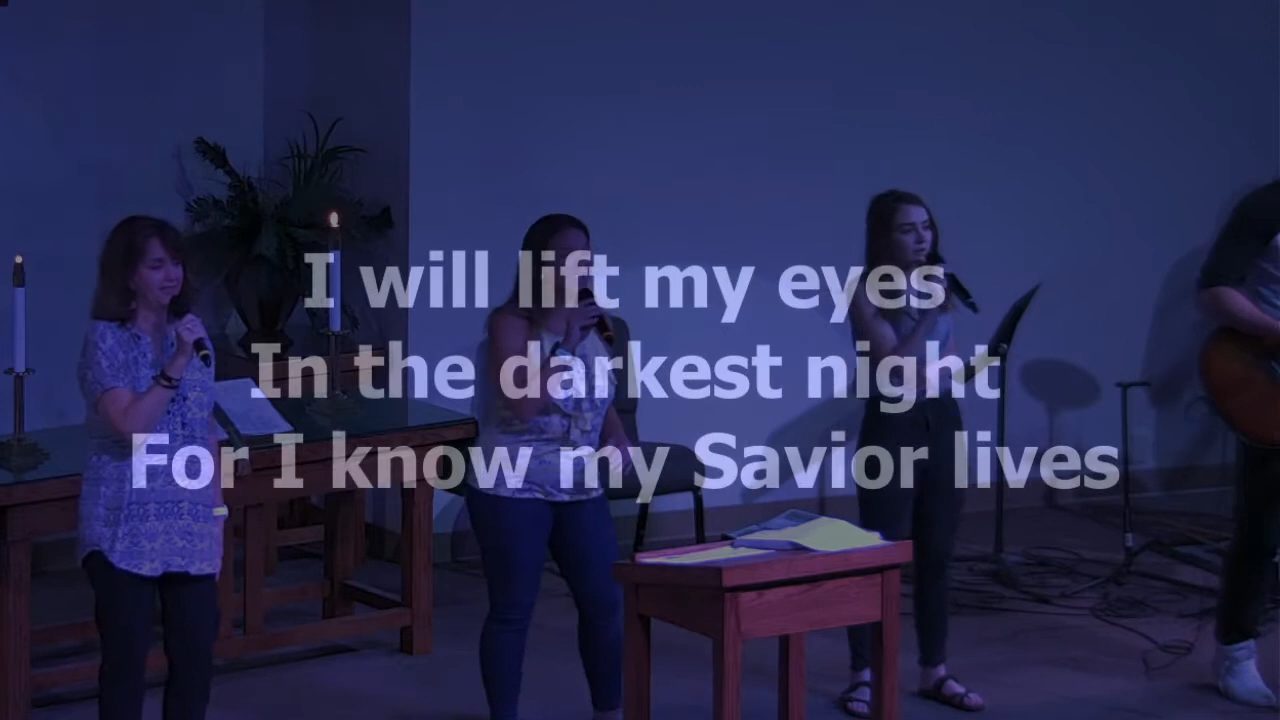 I will lift my eyes
In the darkest night
For I know my Savior lives